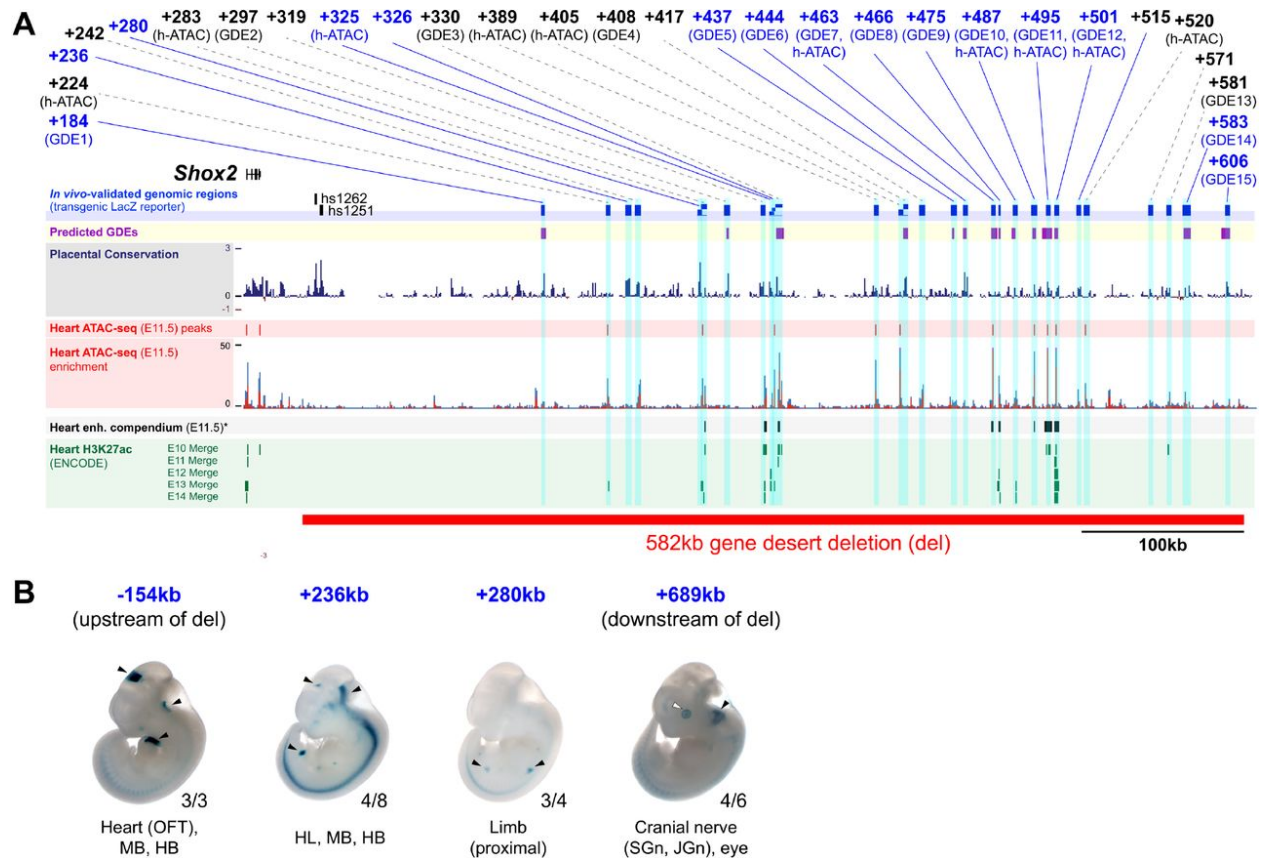 A
+242
+236
+224
(h-ATAC)
+184
(GDE1)
+280
+283
(h-ATAC)
+297
(GDE2)
+319
+325
(h-ATAC)
+326
+330
(GDE3)
+389
(h-ATAC)
+405
(h-ATAC)
+408
(GDE4)
+417
+437
(GDE5)
+444
(GDE6)
+463
(GDE7,
h-ATAC)
+466
(GDE8)
+475
(GDE9)
+487
(GDE10,
h-ATAC)
+495
(GDE11,
h-ATAC)
+501
(GDE12,
h-ATAC)
+515
+520
(h-ATAC)
+571
+581
(GDE13)
+583
(GDE14)
+606
(GDE15)
Shox2
In vivo-validated genomic regions
(transgenic LacZ reporter)
hs1262
hs1251
Predicted GDEs
Placental Conservation
3
0
-1
Heart ATAC-seq (E11.5) peaks
Heart ATAC-seq (E11.5)
enrichment
50
0
Heart enh. compendium (E11.5)*
Heart H3K27ac
(ENCODE)
E10 Merge
E11 Merge
E12 Merge
E13 Merge
E14 Merge
582kb gene desert deletion (del)
100kb
-3
B
-154kb
(upstream of del)
+236kb
+280kb
+689kb
(downstream of del)
3/3
4/8
3/4
4/6
Heart (OFT),
MB, HB
HL, MB, HB
Limb
(proximal)
Cranial nerve
(SGn, JGn), eye